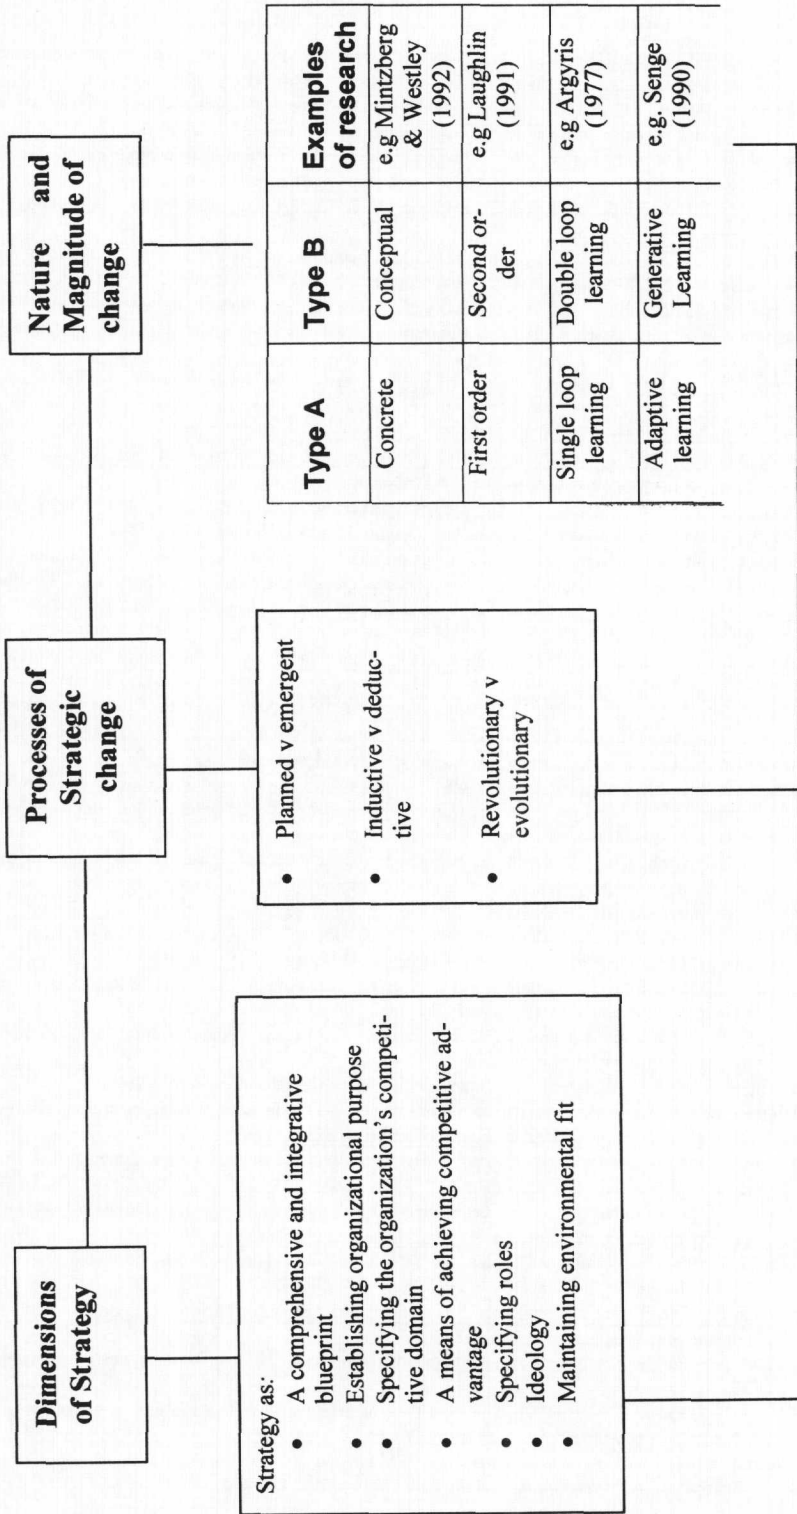 Dimensions
of Strategy
Strategy as:
• A comprehensive and integrative
blueprint
• Establishing organizational purpose
• Specifying the organization's competi-
tive domain
• A means of achieving competitive ad-
vantage
• Specifying roles
• Ideology
• Maintaining environmental fit
Processes of
Strategic
change
• Planned v emergent
• Inductive v deduc-
tive
• Revolutionary v
evolutionary
Nature and
Magnitude of
change
Type A Type B Examples
of research
Concrete Conceptual e.g Mintzberg
& Westley
(1992)
First order Second or- e.g Laughlin
der (1991)
Single loop Double loop e.g Argyris
learning learning (1977)
Adaptive Generative e.g. Senge
learning Learning (1990)